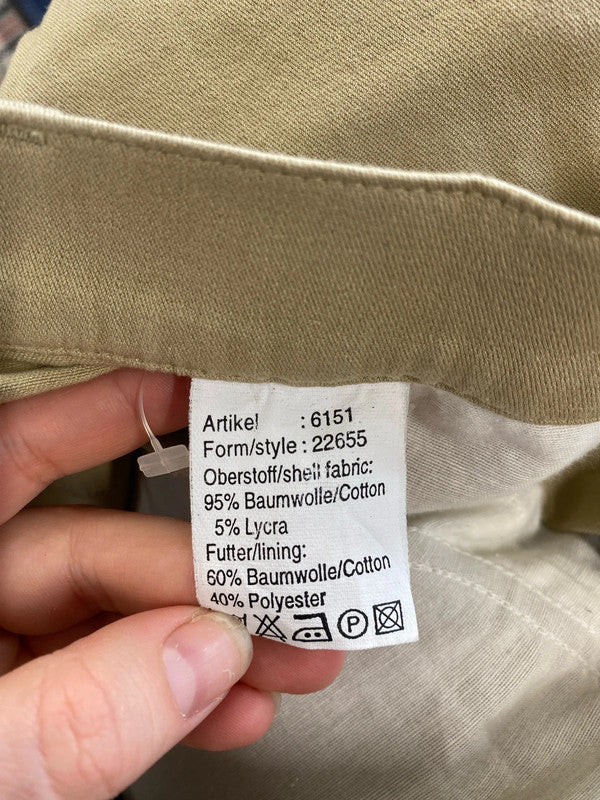 Artikel : 6151
Form/style : 22655
Oberstoff/shell fabric:
95% Baumwolle/Cotton
5% Lycra
Futter/lining:
60% Baumwolle/Cotton
40% Polyester
P